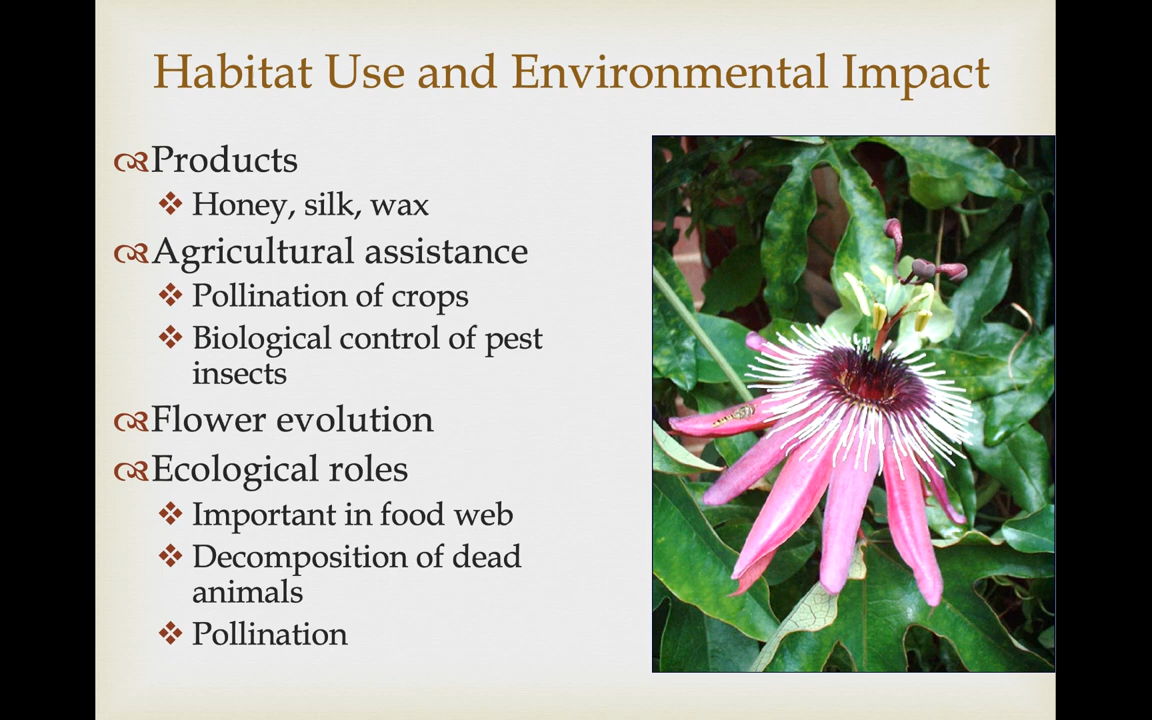 Habitat Use and Environmental Impact
Products
Honey, silk, wax
Agricultural assistance
Pollination of crops
Biological control of pest
insects
Flower evolution
Ecological roles
Important in food web
Decomposition of dead
animals
Pollination